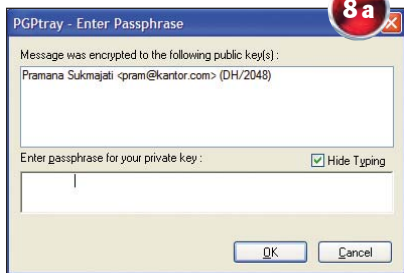 8a
PGPtray - Enter Passphrase
Message was encrypted to the following public key(s) :
Pramana Sukmajati <pram@kantor.com> (DH/2048)
Enter passphrase for your private key :
Hide Typing
OK
Cancel